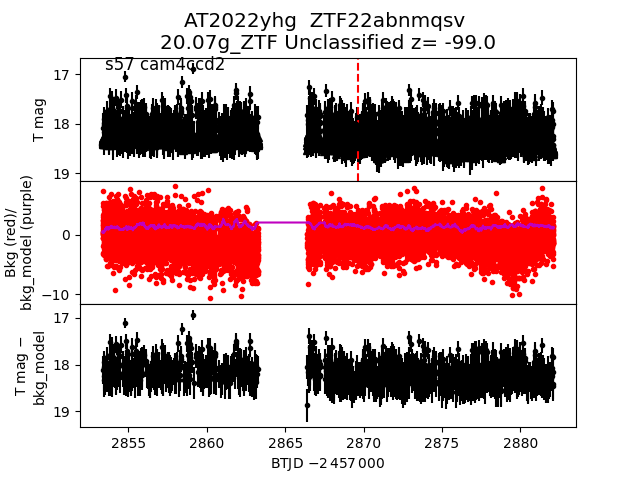 AT2022yhg  ZTF22abnmqsv
20.07g_ZTF Unclassified z= -99.0
s57 cam4ccd2
17
18
19
T mag
0
−10
Bkg (red)/
bkg_model (purple)
17
18
19
T mag −
bkg_model
2855
2860
2865
2870
2875
2880
BTJD −2 457 000